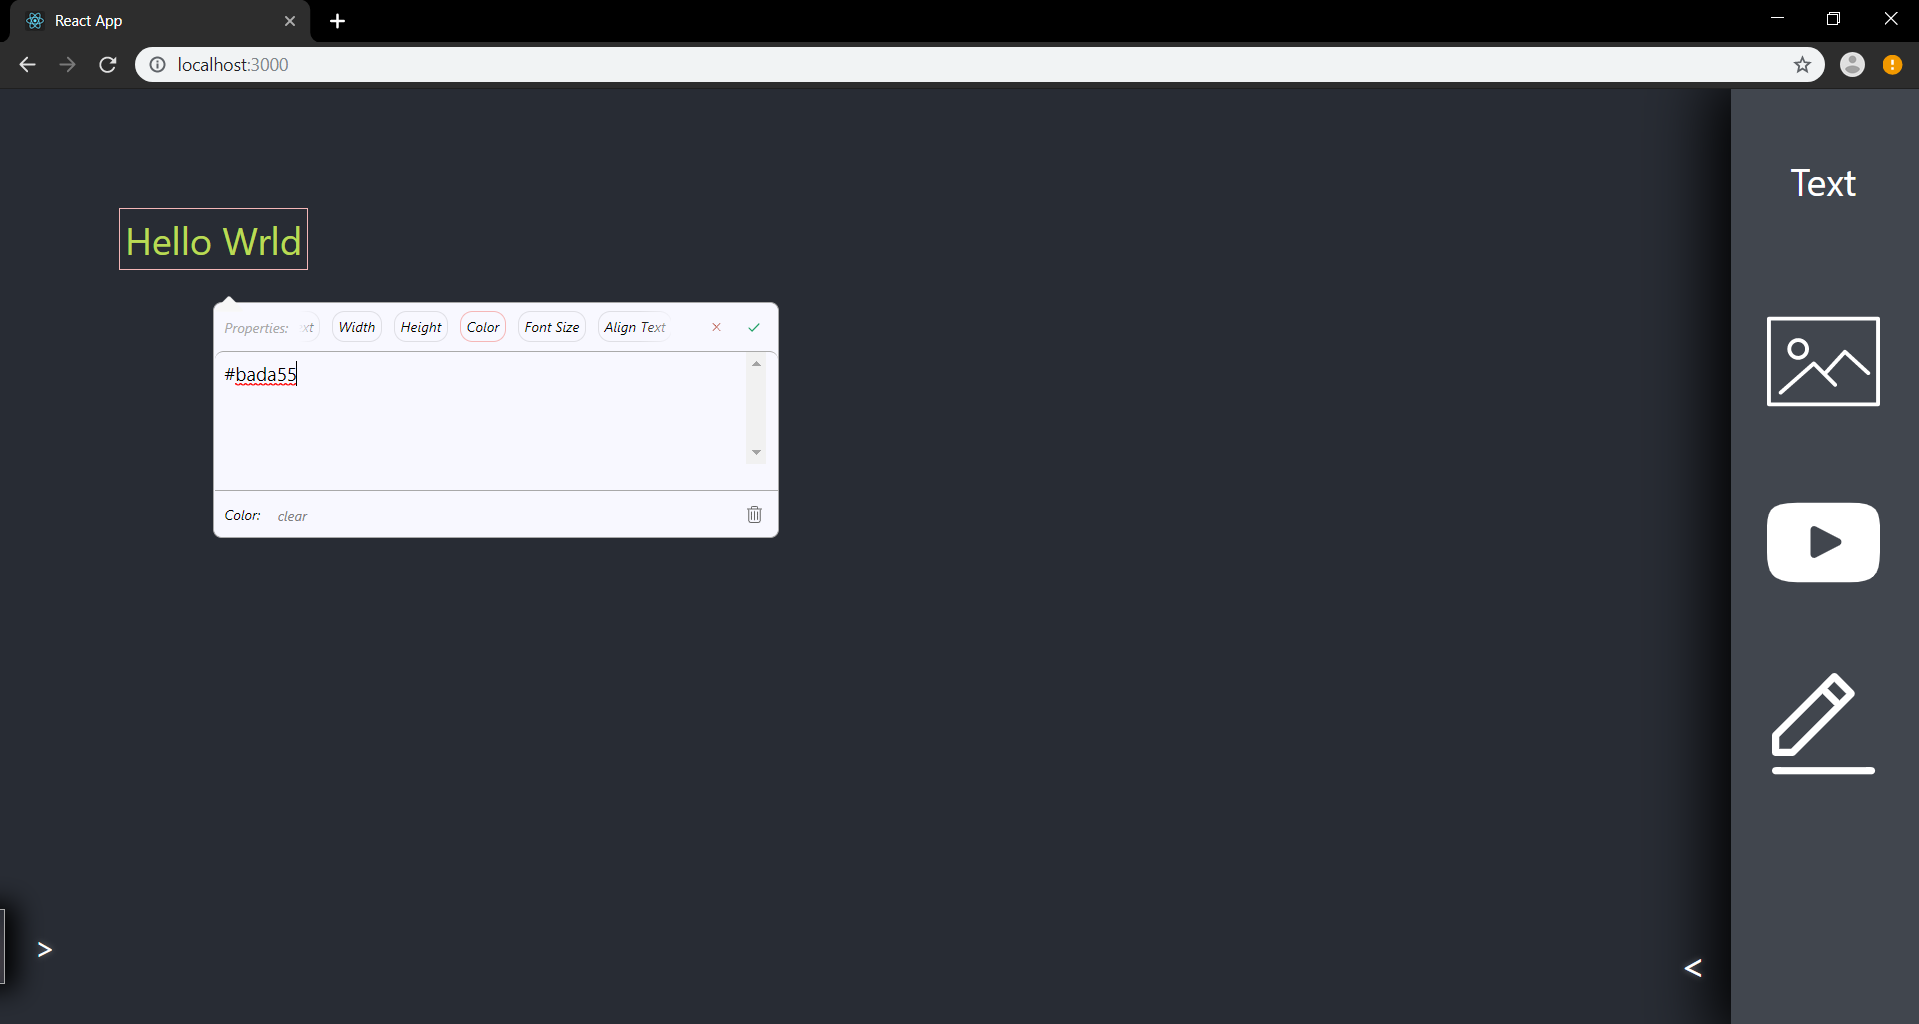 React App
localhost:3000
Text
Hello Wrld
Properties: xt Width Height Color Font Size Align Text
#bada55
Color: clear
>
<